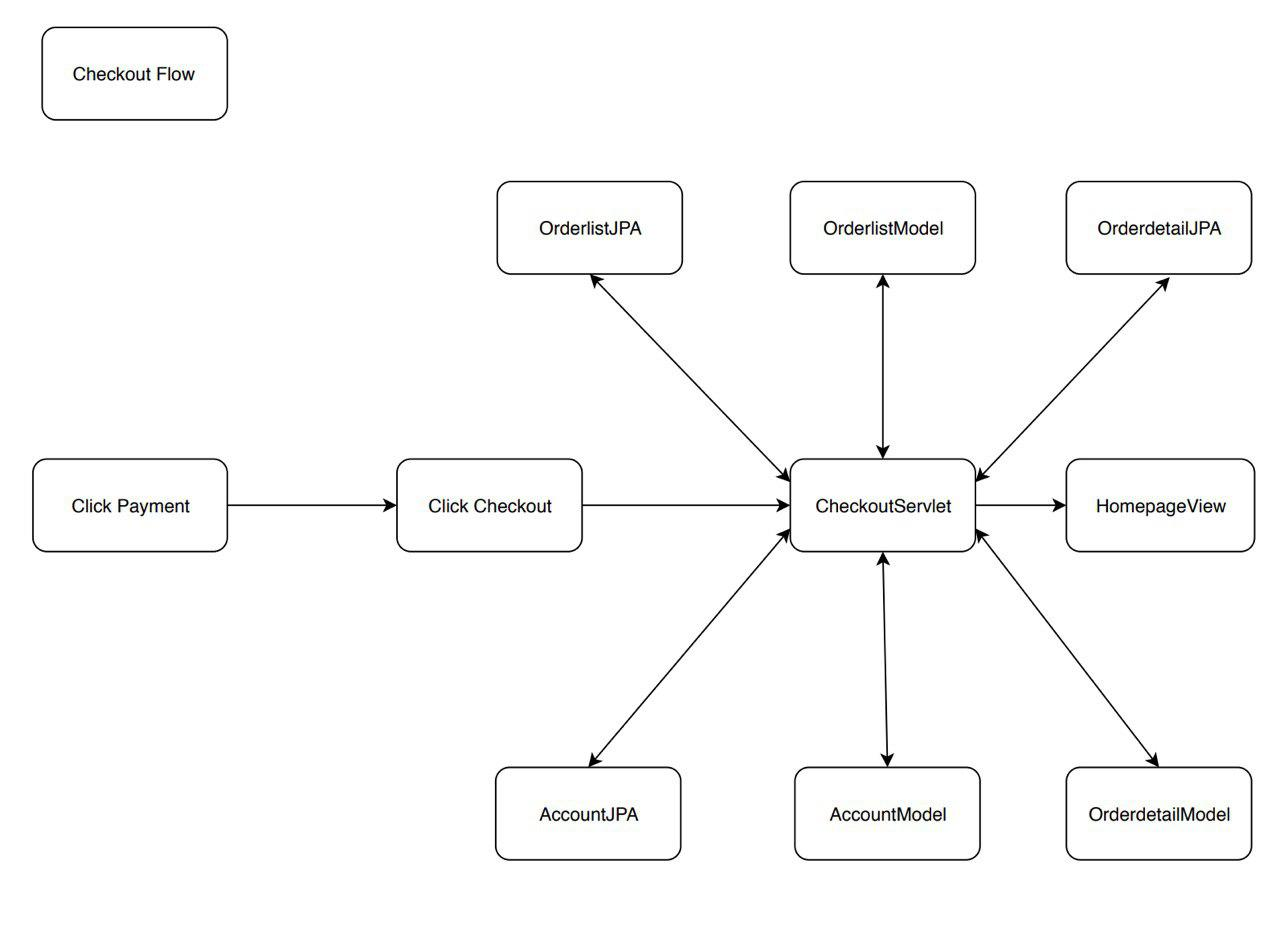 Checkout Flow
OrderlistJPA
OrderlistModel
OrderdetailJPA
Click Payment
Click Checkout
CheckoutServlet
HomepageView
AccountJPA
AccountModel
OrderdetailModel